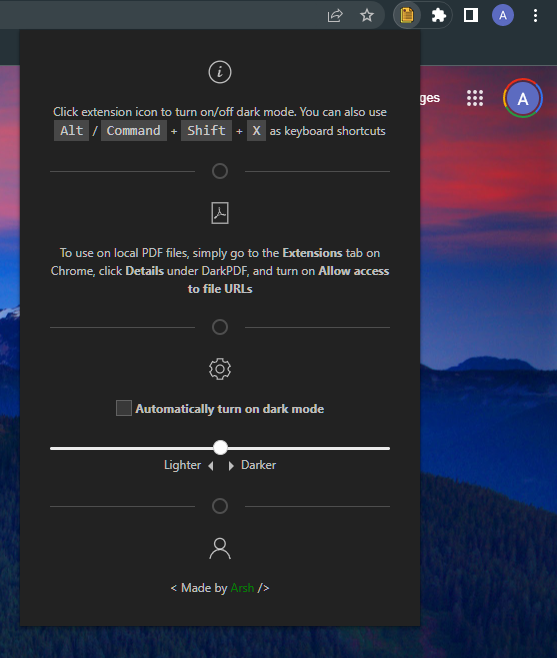 A
ges
A
Click extension icon to turn on/off dark mode. You can also use
Alt / Command + Shift + X as keyboard shortcuts
To use on local PDF files, simply go to the Extensions tab on
Chrome, click Details under DarkPDF, and turn on Allow access
to file URLs
Automatically turn on dark mode
Lighter Darker
< Made by Arsh />